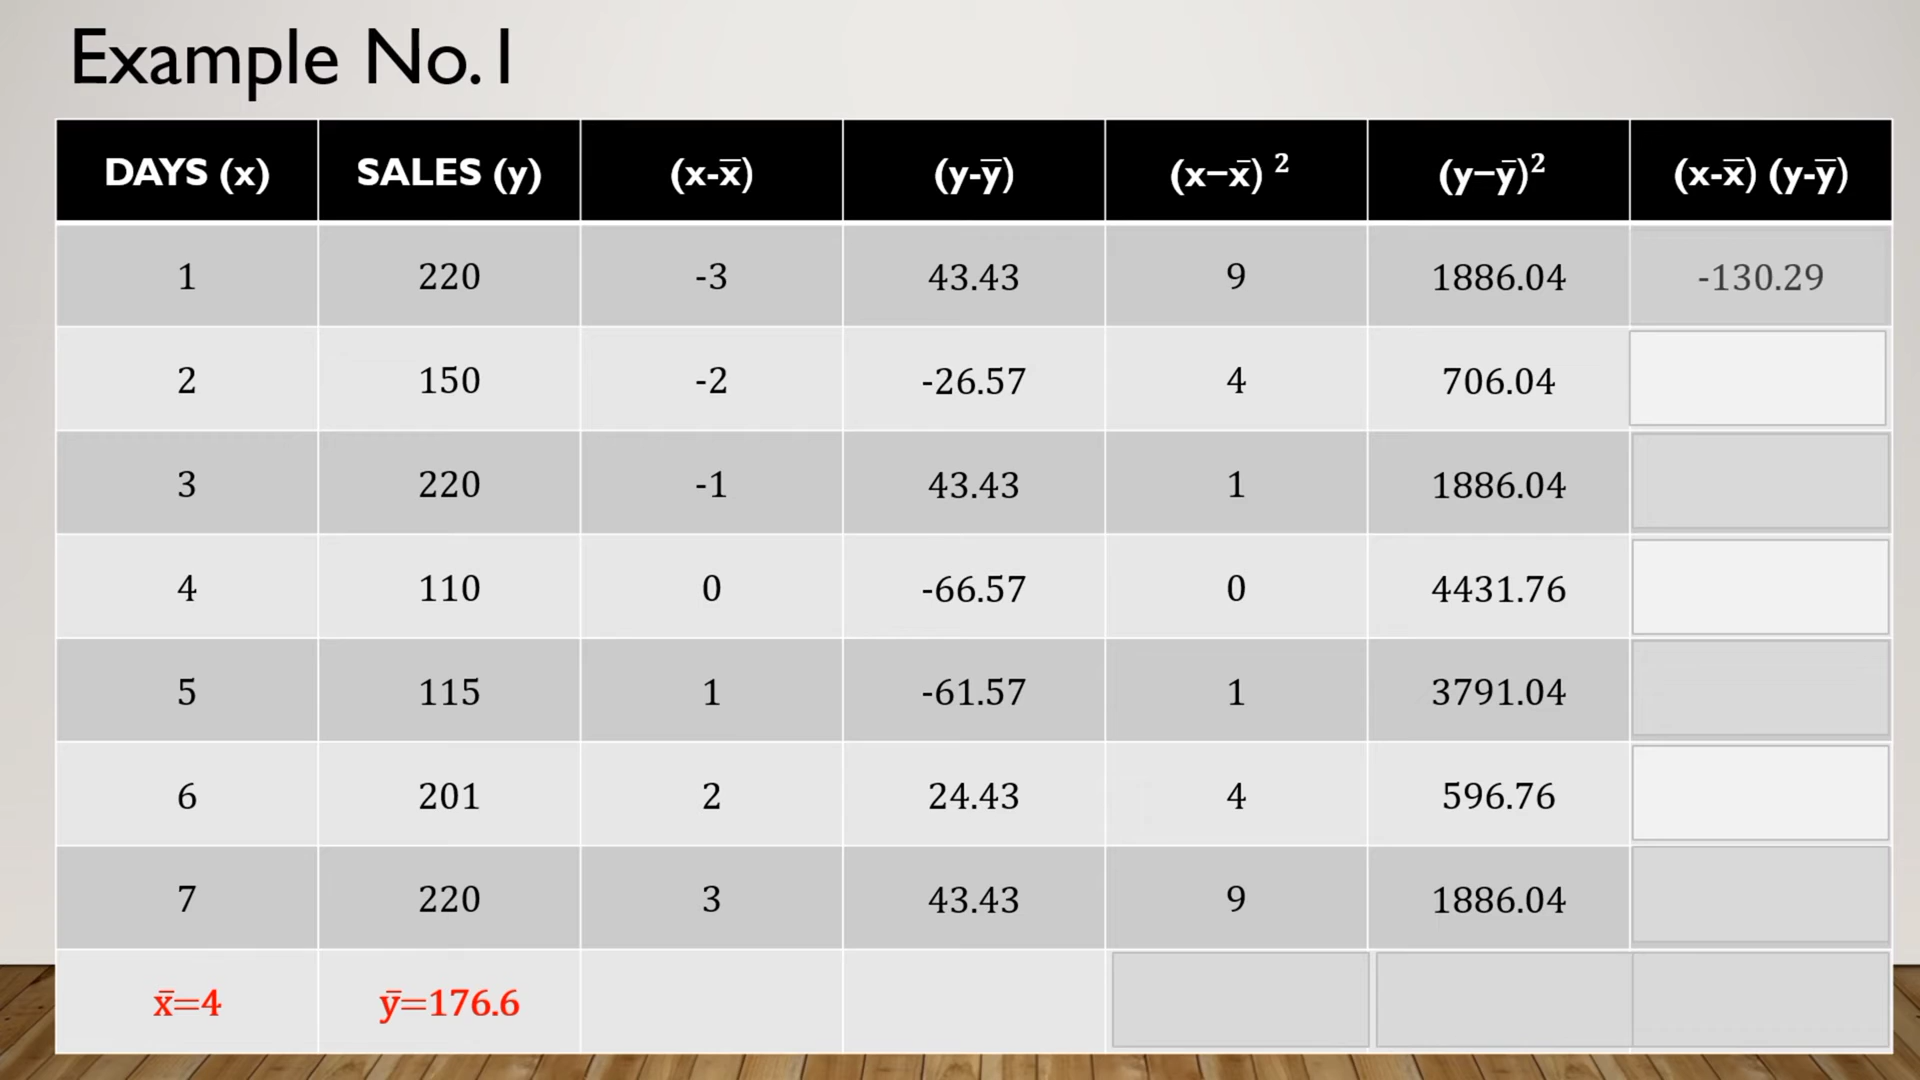 Example No.1
DAYS (x) SALES (y) (x-x̅) (y-y̅) (x−x̄) ² (y−ȳ)² (x-x̅) (y-y̅)
1 220 -3 43.43 9 1886.04 -130.29
2 150 -2 -26.57 4 706.04
3 220 -1 43.43 1 1886.04
4 110 0 -66.57 0 4431.76
5 115 1 -61.57 1 3791.04
6 201 2 24.43 4 596.76
7 220 3 43.43 9 1886.04
x̄=4 ȳ=176.6